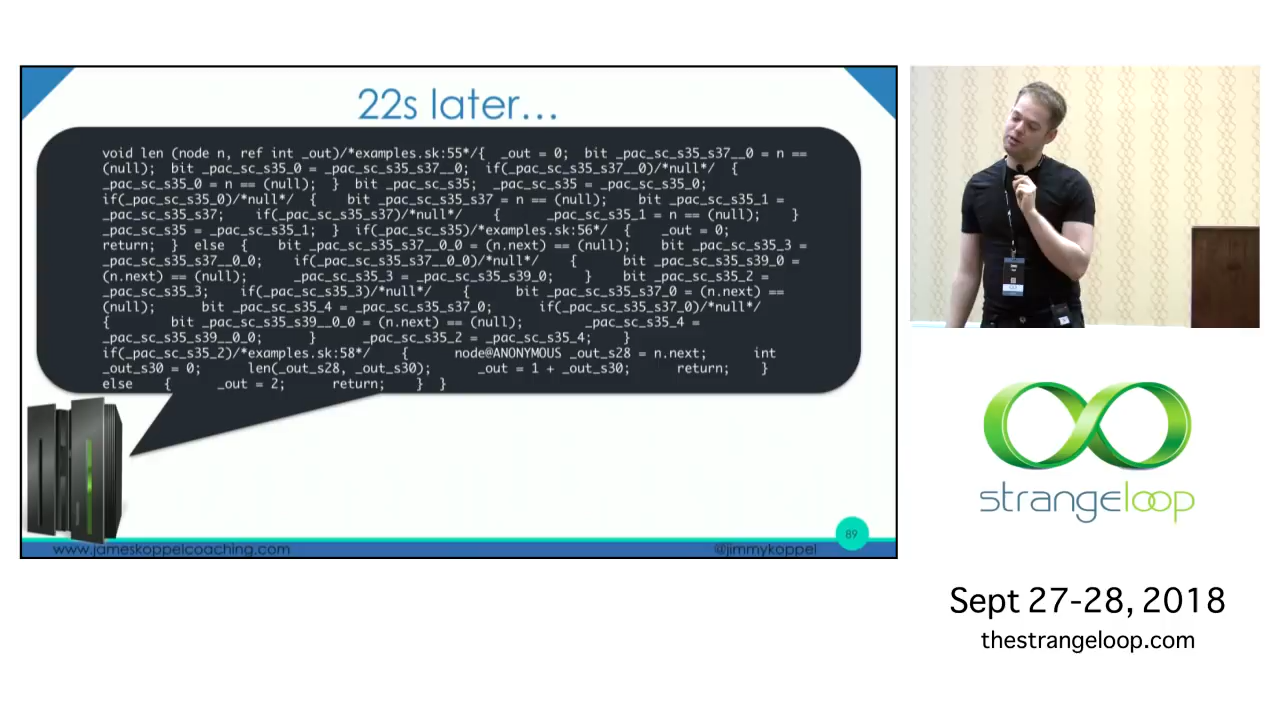 22s later...
void len (node n, ref int _out)/*examples.sk:55*/{  _out = 0;  bit _pac_sc_s35_s37__0 = n ==
(null);  bit _pac_sc_s35_0 = _pac_sc_s35_s37__0;  if(_pac_sc_s35_s37__0)/*null*/  {
_pac_sc_s35_0 = n == (null);  }  bit _pac_sc_s35;  _pac_sc_s35 = _pac_sc_s35_0;
if(_pac_sc_s35_0)/*null*/  {    bit _pac_sc_s35_s37 = n == (null);    bit _pac_sc_s35_1 =
_pac_sc_s35_s37;    if(_pac_sc_s35_s37)/*null*/    {      _pac_sc_s35_1 = n == (null);    }
_pac_sc_s35 = _pac_sc_s35_1;  }  if(_pac_sc_s35)/*examples.sk:56*/  {    _out = 0;
return;  }  else  {    bit _pac_sc_s35_s37__0_0 = (n.next) == (null);    bit _pac_sc_s35_3 =
_pac_sc_s35_s37__0_0;    if(_pac_sc_s35_s37__0_0)/*null*/    {      bit _pac_sc_s35_s39_0 =
(n.next) == (null);      _pac_sc_s35_3 = _pac_sc_s35_s39_0;    }    bit _pac_sc_s35_2 =
_pac_sc_s35_3;    if(_pac_sc_s35_3)/*null*/    {      bit _pac_sc_s35_s37_0 = (n.next) ==
(null);      bit _pac_sc_s35_4 = _pac_sc_s35_s37_0;      if(_pac_sc_s35_s37_0)/*null*/
{        bit _pac_sc_s35_s39__0_0 = (n.next) == (null);        _pac_sc_s35_4 =
_pac_sc_s35_s39__0_0;      }      _pac_sc_s35_2 = _pac_sc_s35_4;    }
if(_pac_sc_s35_2)/*examples.sk:58*/    {      node@ANONYMOUS _out_s28 = n.next;      int
_out_s30 = 0;      len(_out_s28, _out_s30);      _out = 1 + _out_s30;      return;    }
else    {      _out = 2;      return;    }  }
89
www.jameskoppelcoaching.com
@jimmykoppel
strangeloop
Sept 27-28, 2018
thestrangeloop.com